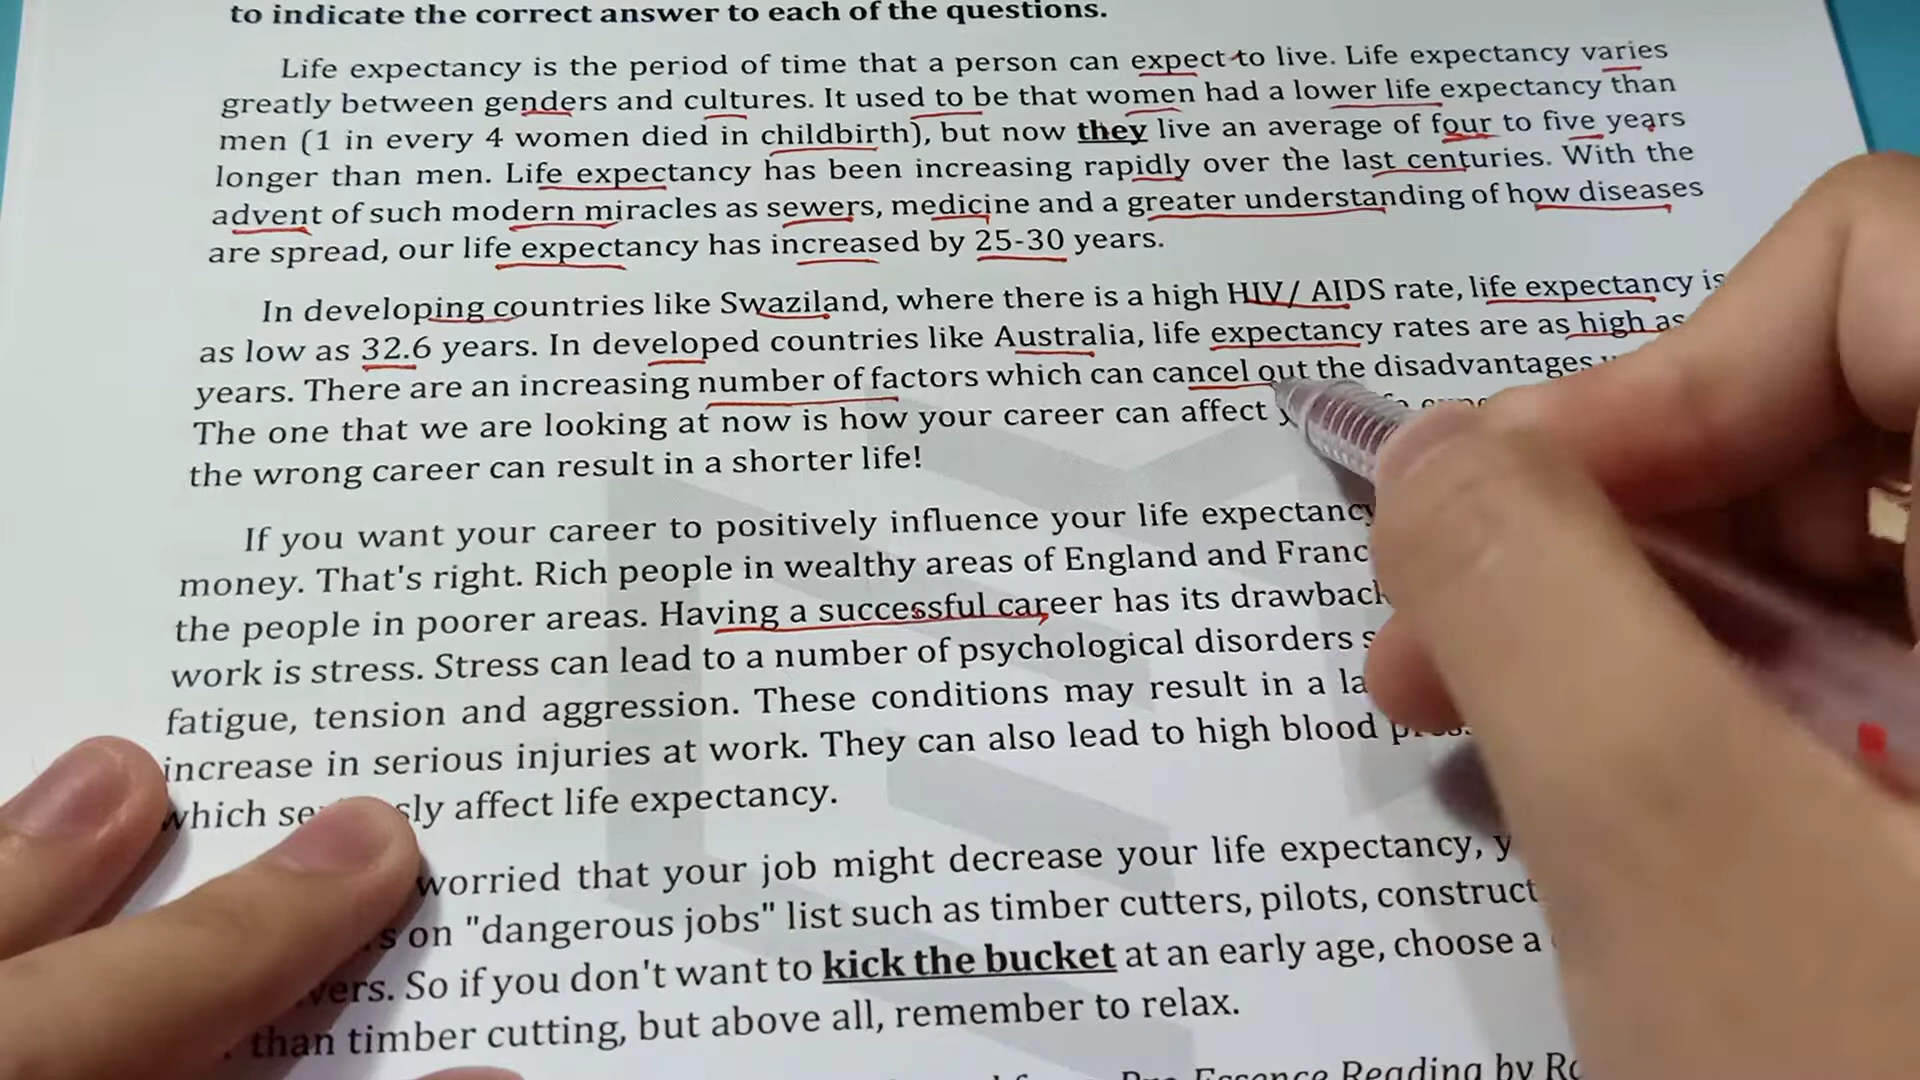 to indicate the correct answer to each of the questions.
Life expectancy is the period of time that a person can expect to live. Life expectancy varies
greatly between genders and cultures. It used to be that women had a lower life expectancy than
men (1 in every 4 women died in childbirth), but now they live an average of four to five years
longer than men. Life expectancy has been increasing rapidly over the last centuries. With the
advent of such modern miracles as sewers, medicine and a greater understanding of how diseases
are spread, our life expectancy has increased by 25-30 years.
In developing countries like Swaziland, where there is a high HIV/ AIDS rate, life expectancy is
as low as 32.6 years. In developed countries like Australia, life expectancy rates are as high as
years. There are an increasing number of factors which can cancel out the disadvantages
The one that we are looking at now is how your career can affect
the wrong career can result in a shorter life!
If you want your career to positively influence your life expectancy
money. That's right. Rich people in wealthy areas of England and
the people in poorer areas. Having a successful career has its
work is stress. Stress can lead to a number of psychological disorders
fatigue, tension and aggression. These conditions may result in a
increase in serious injuries at work. They can also lead to high blood
which affect life expectancy.
worried that your job might decrease your life expectancy,
on "dangerous jobs" list such as timber cutters, pilots,
So if you don't want to kick the bucket at an early age, choose a
than timber cutting, but above all, remember to relax.
Essence Reading by